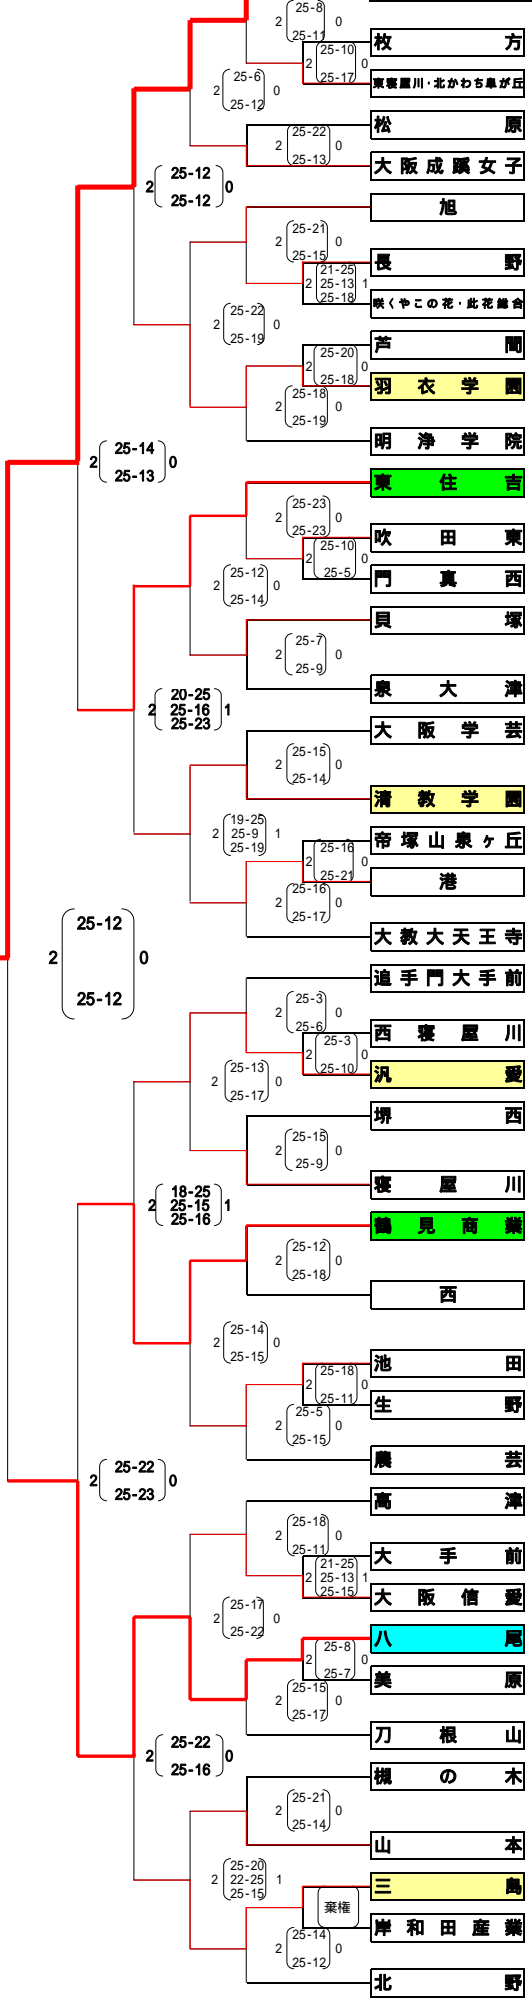 25-8
2 0
25-11
枚方
25-10
2 0
25-17
東寝屋川・北かわち皐が丘
25-6
2 0
25-12
松原
25-22
2 0
25-13
大阪成蹊女子
25-12
2 0
25-12
旭
25-21
2 0
25-15
長野
21-25
2 25-13 1
25-18
咲くやこの花・此花総合
25-22
2 0
25-19
芦間
25-20
2 0
25-18
羽衣学園
25-18
2 0
25-19
明浄学院
25-14
2 0
25-13
東住吉
25-23
2 0
25-23
吹田東
25-10
2 0
25-5
門真西
25-12
2 0
25-14
貝塚
25-7
2 0
25-9
泉大津
20-25
2 25-16 1
25-23
大阪学芸
25-15
2 0
25-14
清教学園
19-25
2 25-9 1
25-19
帝塚山泉ヶ丘
25-16
2 0
25-21
港
25-16
2 0
25-17
大教大天王寺
25-12
2 0
25-12
追手門大手前
25-3
2 0
25-6
西寝屋川
25-3
2 0
25-10
汎愛
25-13
2 0
25-17
堺西
25-15
2 0
25-9
寝屋川
18-25
2 25-15 1
25-16
鶴見商業
25-12
2 0
25-18
西
25-14
2 0
25-15
池田
25-18
2 0
25-11
生野
25-5
2 0
25-15
農芸
25-22
2 0
25-23
高津
25-18
2 0
25-11
大手前
21-25
2 25-13 1
25-15
大阪信愛
25-17
2 0
25-22
八尾
25-8
2 0
25-7
美原
25-15
2 0
25-17
刀根山
25-22
2 0
25-16
槻の木
25-21
2 0
25-14
山本
25-20
2 22-25 1
25-15
三島
棄権
岸和田産業
25-14
2 0
25-12
北野